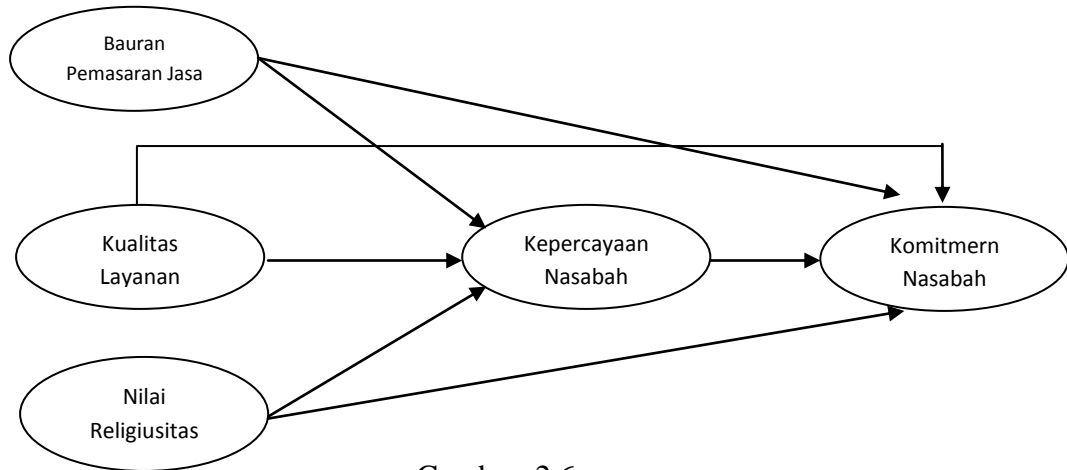 Bauran
Pemasaran Jasa
Kualitas
Layanan
Kepercayaan
Nasabah
Komitmern
Nasabah
Nilai
Religiusitas